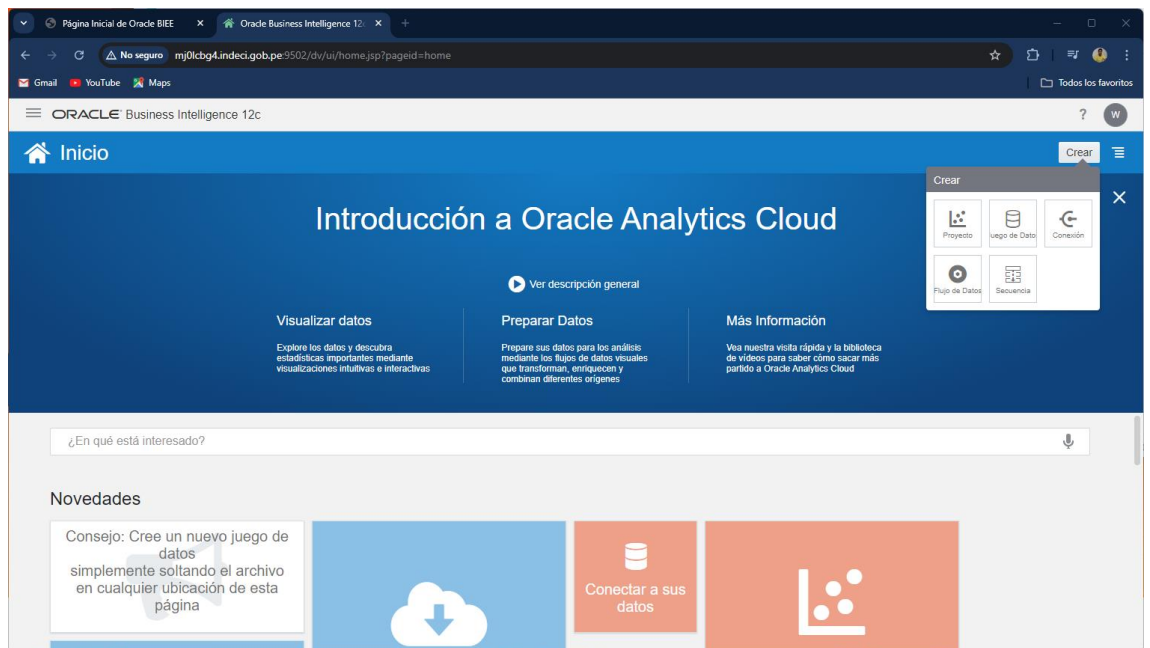 Página Inicial de Oracle BIEE
Oracle Business Intelligence 12c
No seguro
mj0lcbg4.indeci.gob.pe:9502/dv/ui/home.jsp?pageid=home
Gmail
YouTube
Maps
Todos los favoritos
ORACLE Business Intelligence 12c
?
W
Inicio
Crear
Crear
Proyecto
uego de Dato
Conexión
Flujo de Datos
Secuencia
Introducción a Oracle Analytics Cloud
Ver descripción general
Visualizar datos
Explore los datos y descubra
estadísticas importantes mediante
visualizaciones intuitivas e interactivas
Preparar Datos
Prepare sus datos para los análisis
mediante los flujos de datos visuales
que transforman, enriquecen y
combinan diferentes orígenes
Más Información
Vea nuestra visita rápida y la biblioteca
de vídeos para saber cómo sacar más
partido a Oracle Analytics Cloud
¿En qué está interesado?
Novedades
Consejo: Cree un nuevo juego de
datos
simplemente soltando el archivo
en cualquier ubicación de esta
página
Conectar a sus
datos